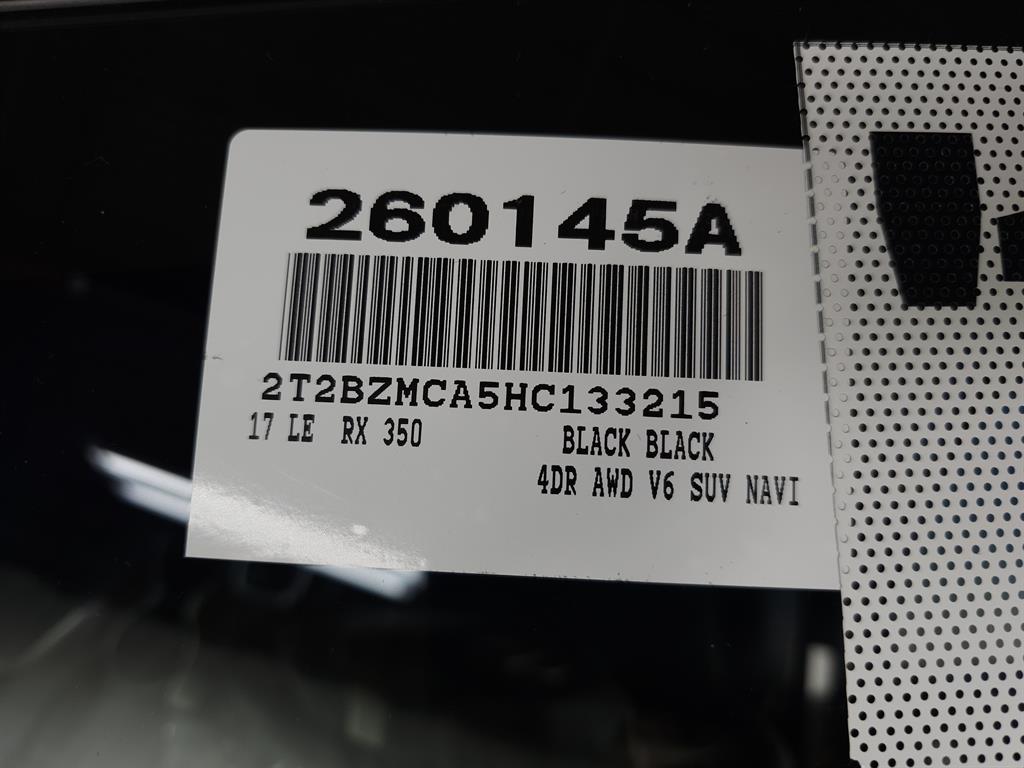 260145A
2T2BZMCA5HC133215
17 LE RX 350 BLACK BLACK
4DR AWD V6 SUV NAVI